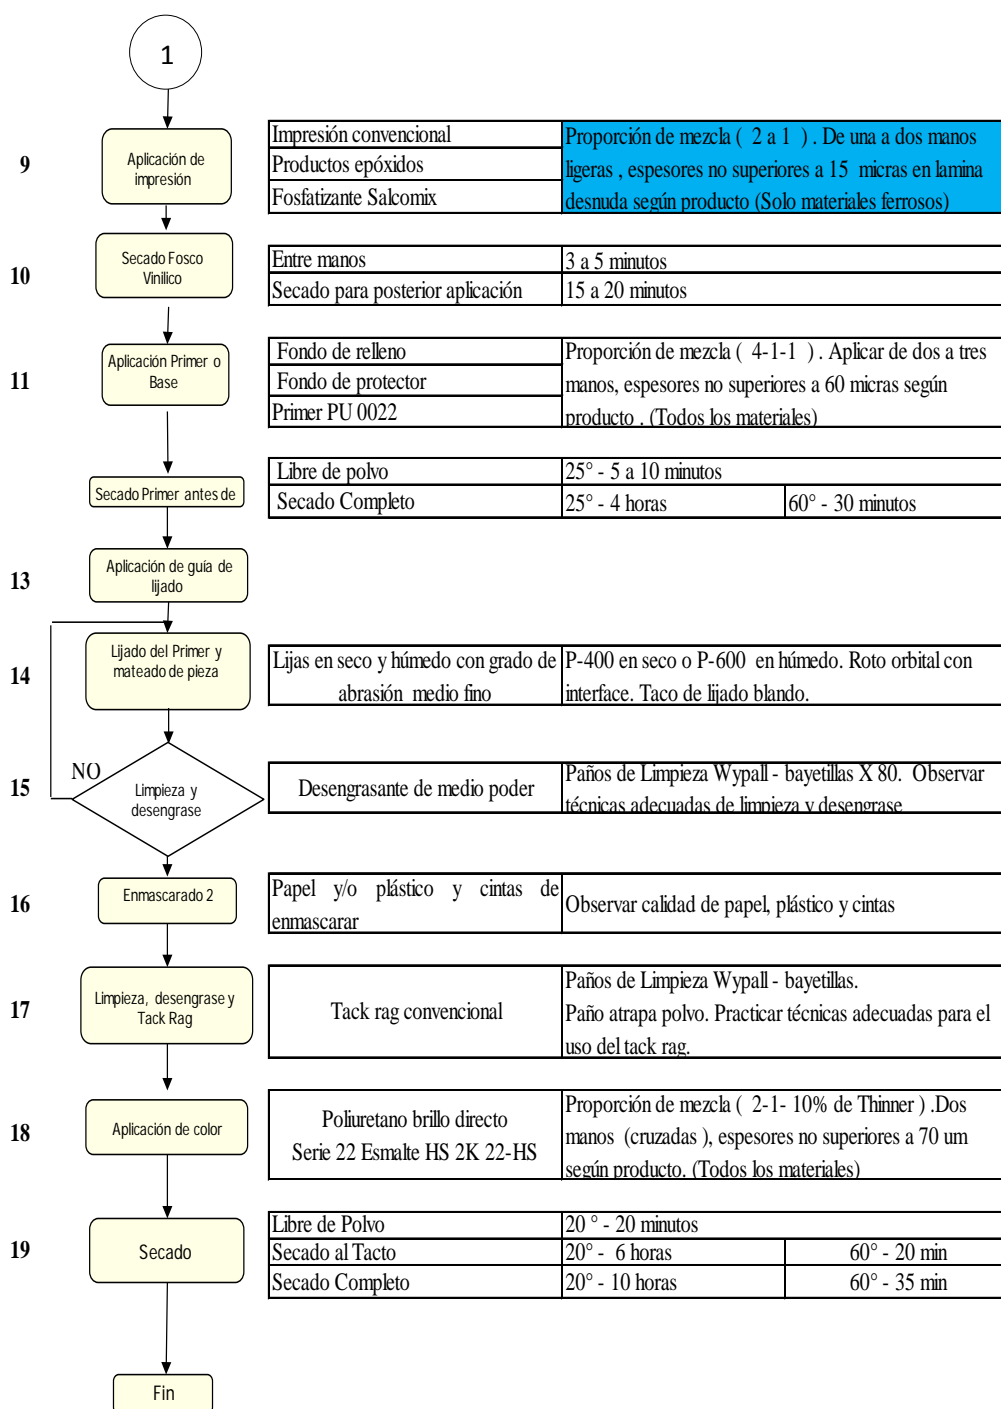 1
9
Aplicación de
impresión
Impresión convencional
Productos epóxidos
Fosfatizante Salcomix
Proporción de mezcla ( 2 a 1 ) . De una a dos manos
ligeras , espesores no superiores a 15 micras en lamina
desnuda según producto (Solo materiales ferrosos)
10
Secado Fosco
Vinilico
Entre manos
3 a 5 minutos
Secado para posterior aplicación
15 a 20 minutos
11
Aplicación Primer o
Base
Fondo de relleno
Fondo de protector
Primer PU 0022
Proporción de mezcla ( 4-1-1 ) . Aplicar de dos a tres
manos, espesores no superiores a 60 micras según
producto . (Todos los materiales)
Secado Primer antes de
Libre de polvo
25° - 5 a 10 minutos
Secado Completo
25° - 4 horas
60° - 30 minutos
13
Aplicación de guía de
lijado
14
Lijado del Primer y
mateado de pieza
Lijas en seco y húmedo con grado de
abrasión medio fino
P-400 en seco o P-600 en húmedo. Roto orbital con
interface. Taco de lijado blando.
NO
15
Limpieza y
desengrase
Desengrasante de medio poder
Paños de Limpieza Wypall - bayetillas X 80. Observar
técnicas adecuadas de limpieza y desengrase
16
Enmascarado 2
Papel y/o plástico y cintas de
enmascarar
Observar calidad de papel, plástico y cintas
17
Limpieza, desengrase y
Tack Rag
Tack rag convencional
Paños de Limpieza Wypall - bayetillas.
Paño atrapa polvo. Practicar técnicas adecuadas para el
uso del tack rag.
18
Aplicación de color
Poliuretano brillo directo
Serie 22 Esmalte HS 2K 22-HS
Proporción de mezcla ( 2-1- 10% de Thinner ) .Dos
manos (cruzadas ), espesores no superiores a 70 um
según producto. (Todos los materiales)
19
Secado
Libre de Polvo
20 ° - 20 minutos
Secado al Tacto
20° - 6 horas
60° - 20 min
Secado Completo
20° - 10 horas
60° - 35 min
Fin